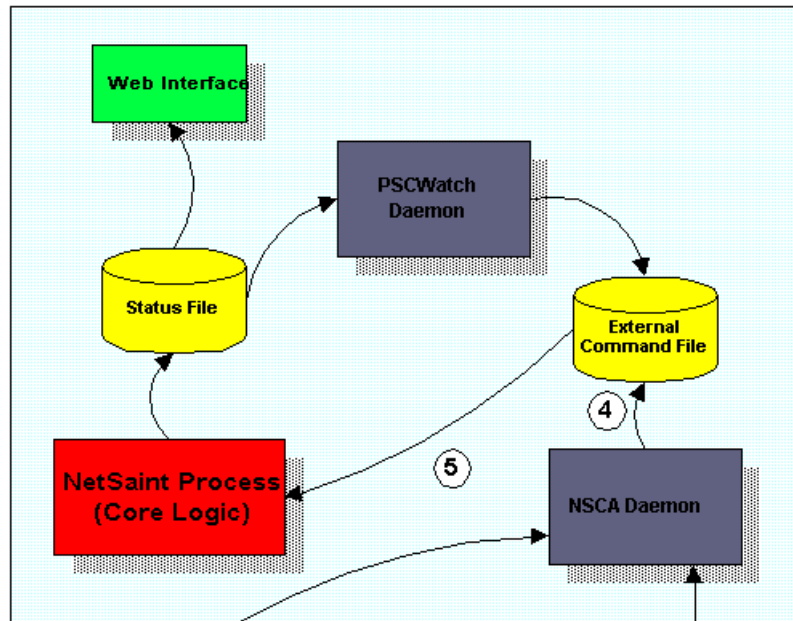 Web Interface
PSCWatch
Daemon
Status File
External
Command File
4
5
NetSaint Process
(Core Logic)
NSCA Daemon